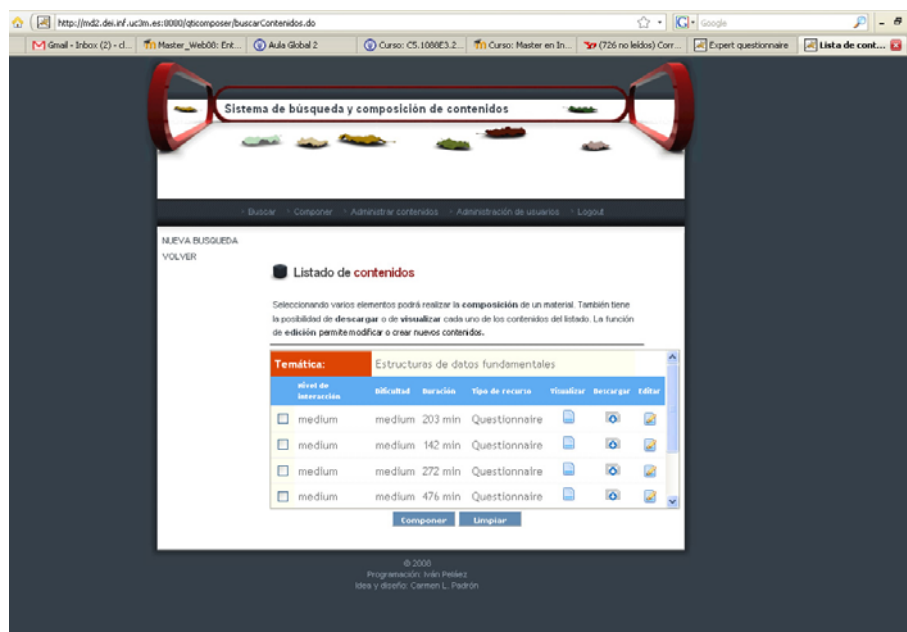 http://md2.dei.inf.uc3m.es:8080/qticomposer/buscarContenidos.do
Google
Gmail - Inbox (2) - cl... Master_Web08: Ent... Aula Global 2 Curso: C5.1088E3.2... Curso: Master en In... (726 no leídos) Corr... Expert questionnaire Lista de cont...
Sistema de búsqueda y composición de contenidos
Buscar Componer Administrar contenidos Administración de usuarios Logout
NUEVA BUSQUEDA
VOLVER
Listado de contenidos
Seleccionando varios elementos podrá realizar la composición de un material. También tiene
la posibilidad de descargar o de visualizar cada uno de los contenidos del listado. La función
de edición permite modificar o crear nuevos contenidos.
Temática: Estructuras de datos fundamentales
Nivel de interacción Dificultad Duración Tipo de recurso Visualizar Descargar Editar
medium medium 203 min Questionnaire
medium medium 142 min Questionnaire
medium medium 272 min Questionnaire
medium medium 476 min Questionnaire
Componer Limpiar
© 2008
Programación: Iván Peláez
Idea y diseño: Carmen L. Padrón